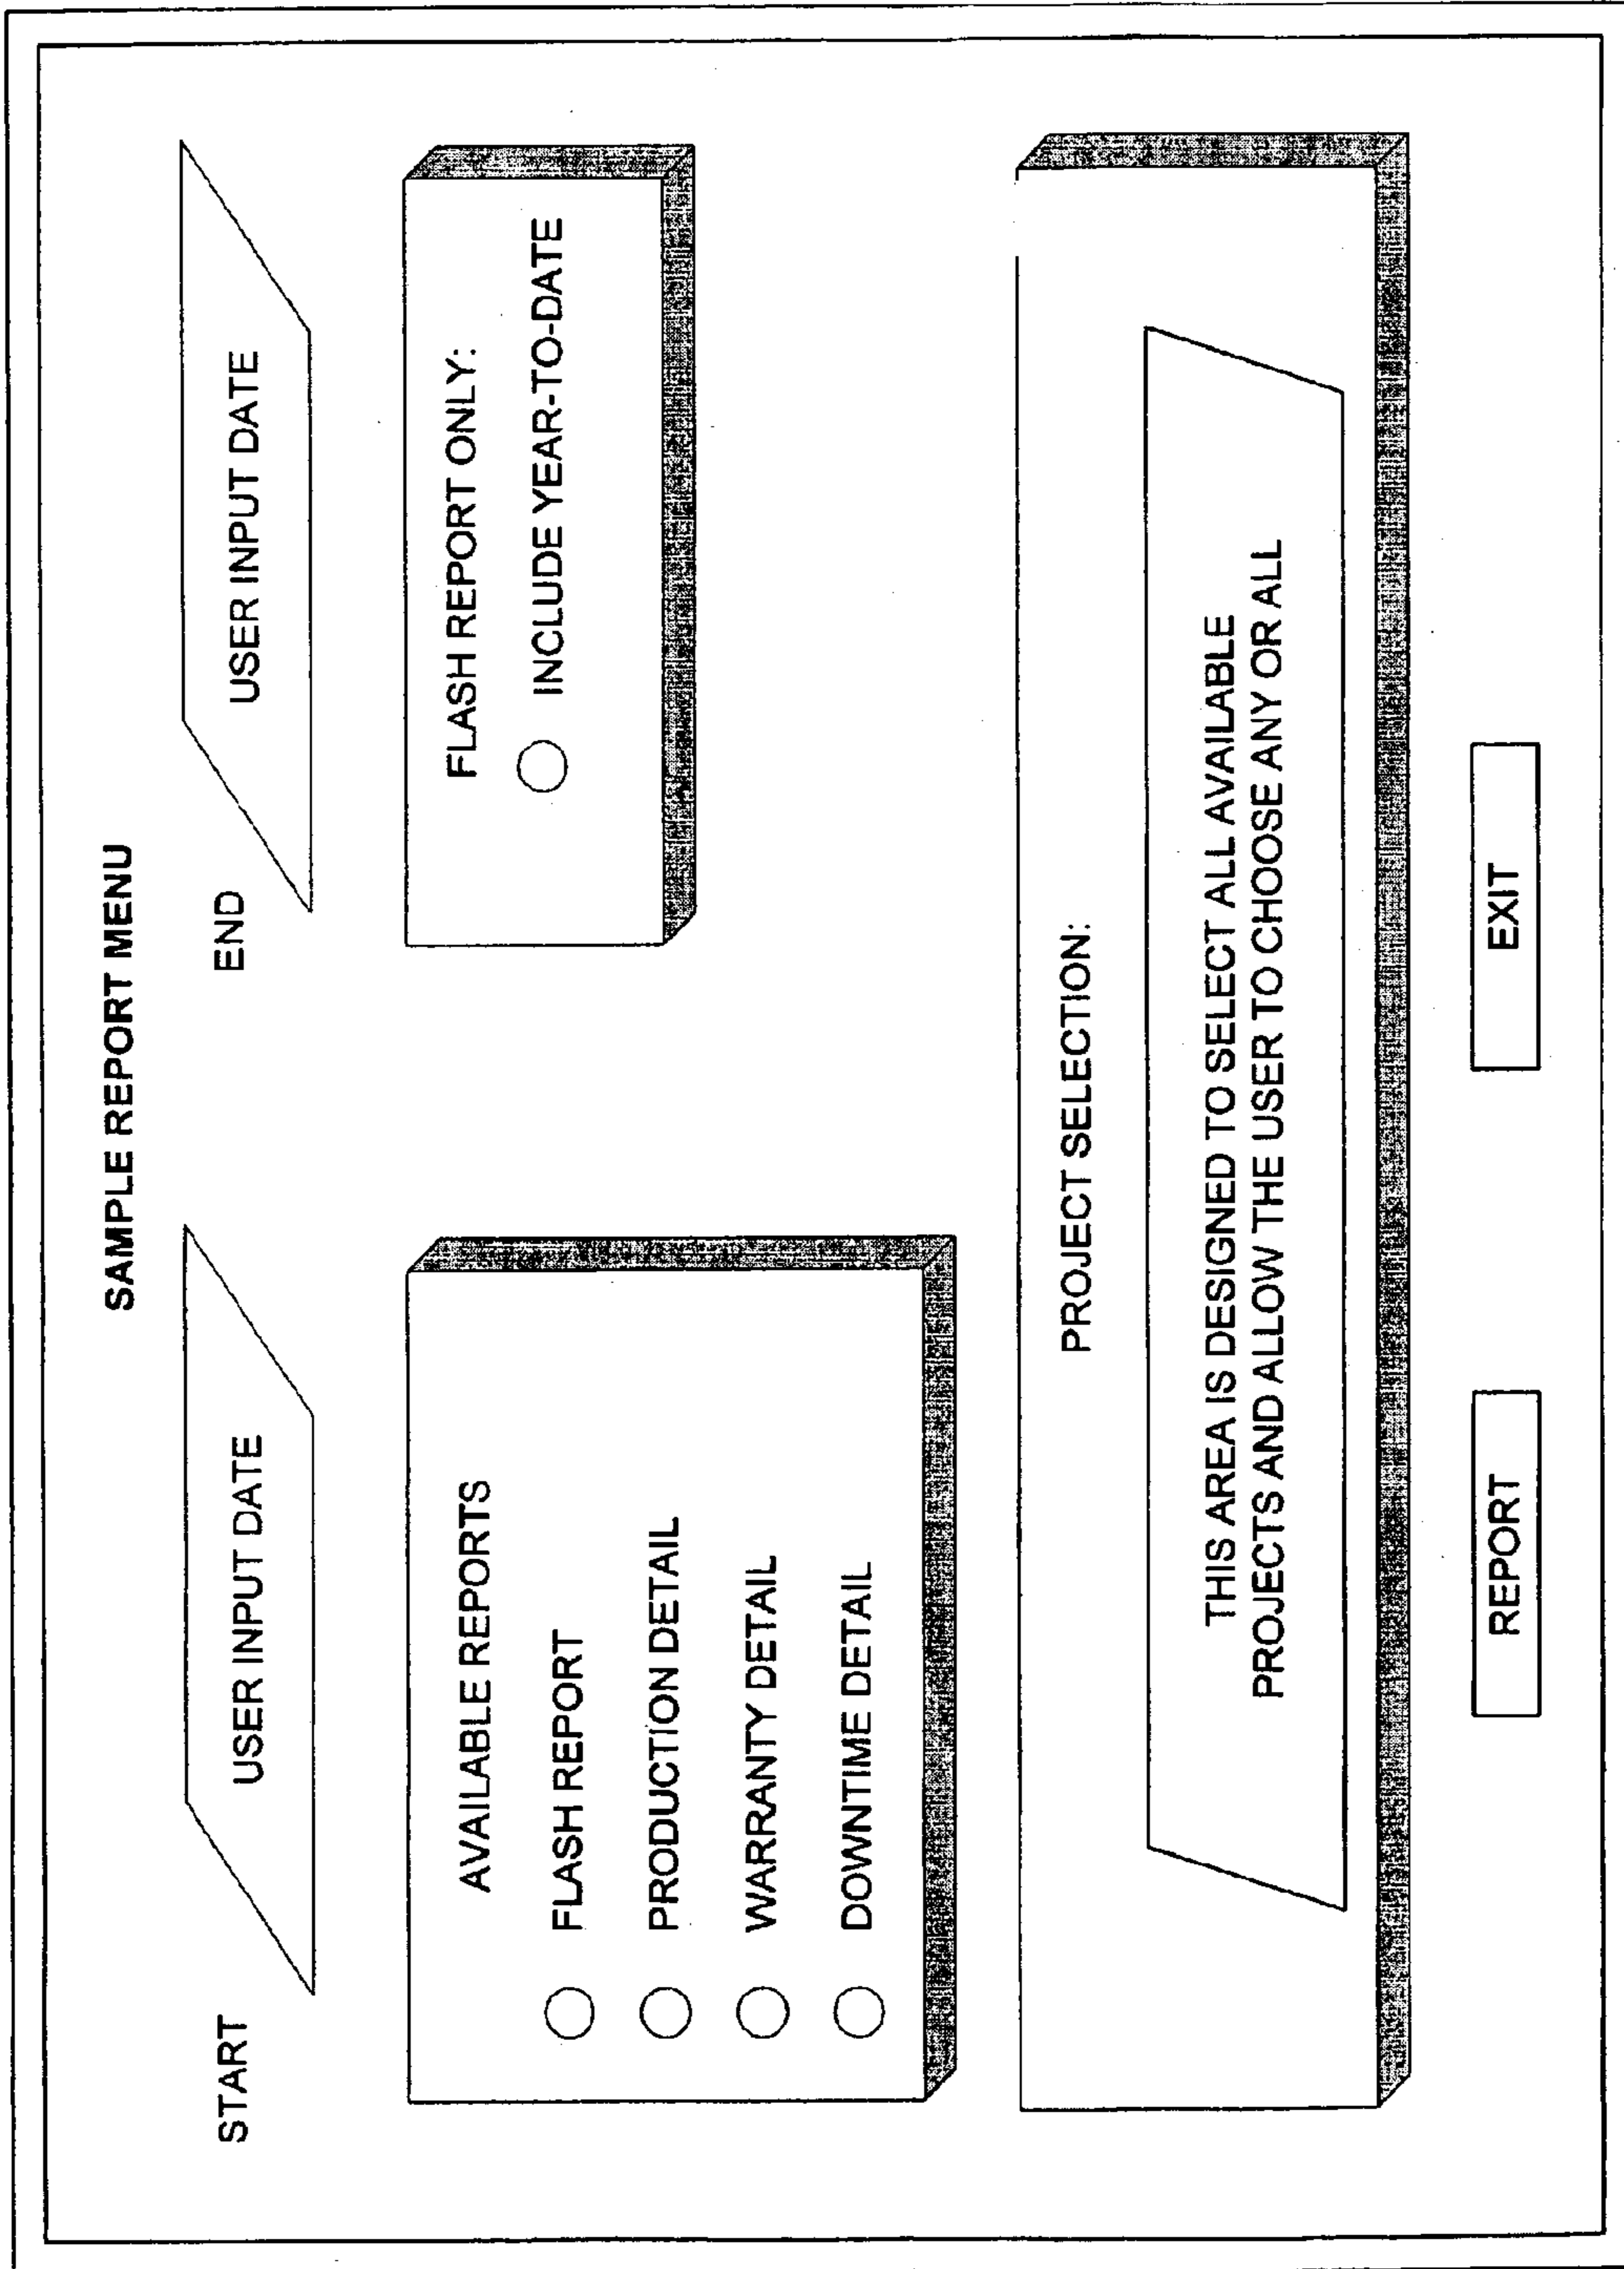 SAMPLE REPORT MENU
START
USER INPUT DATE
END
USER INPUT DATE
AVAILABLE REPORTS
FLASH REPORT
PRODUCTION DETAIL
WARRANTY DETAIL
DOWNTIME DETAIL
FLASH REPORT ONLY:
INCLUDE YEAR-TO-DATE
PROJECT SELECTION:
THIS AREA IS DESIGNED TO SELECT ALL AVAILABLE
PROJECTS AND ALLOW THE USER TO CHOOSE ANY OR ALL
REPORT
EXIT